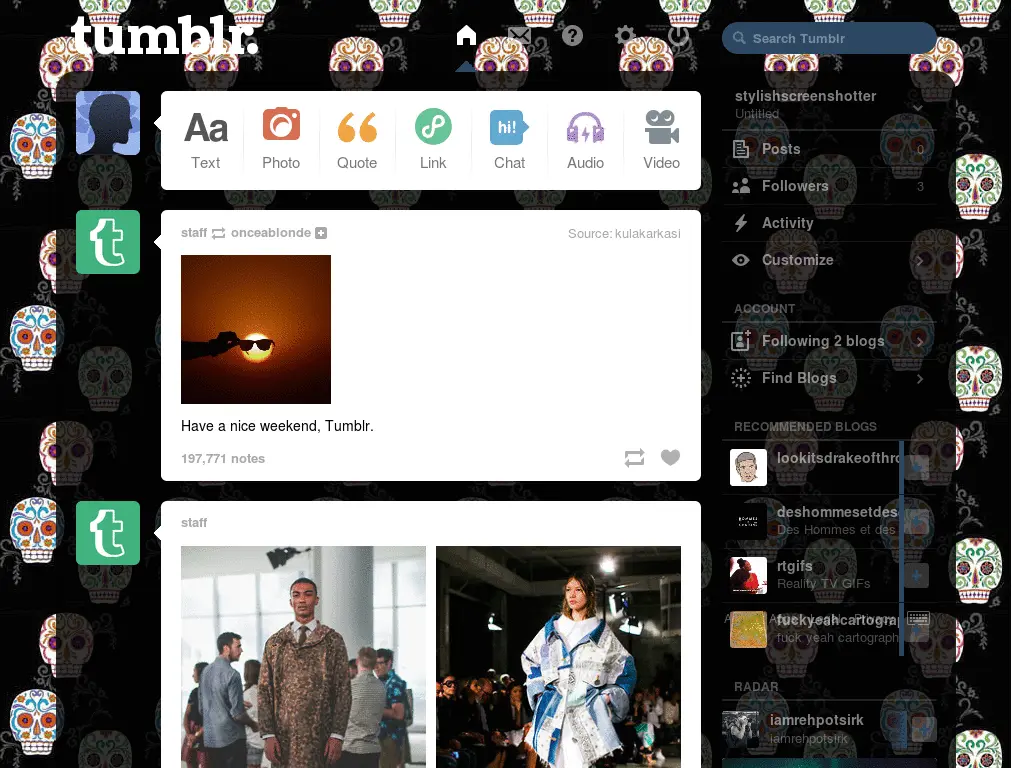 tumblr.
Search Tumblr
Aa
Text
Photo
Quote
Link
hi!
Chat
Audio
Video
stylishscreenshotter
Untitled
Posts 0
Followers 3
Activity
Customize
ACCOUNT
Following 2 blogs
Find Blogs
RECOMMENDED BLOGS
lookitsdrakeofthro
deshommesetdes
Des Hommes et des
rtgifs
Reality TV GIFs
fuckyeahcartograp
fuck yeah cartograph
RADAR
iamrehpotsirk
iamrehpotsirk
t
staff onceablonde
Source: kulakarkasi
Have a nice weekend, Tumblr.
197,771 notes
t
staff